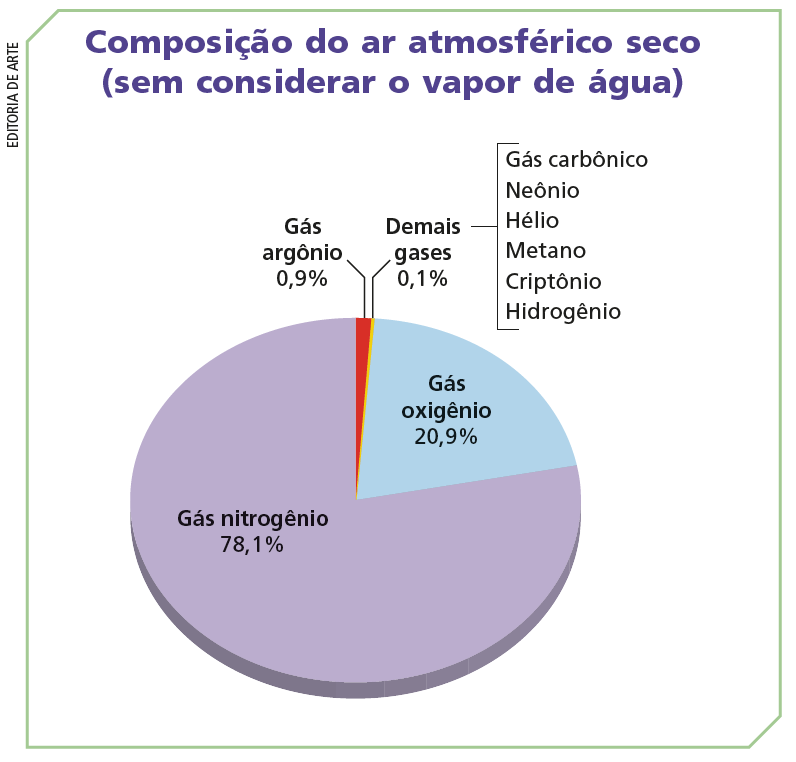 Composição do ar atmosférico seco
(sem considerar o vapor de água)
EDITORIA DE ARTE
Gás
argônio
0,9%
Demais
gases
0,1%
Gás carbônico
Neônio
Hélio
Metano
Criptônio
Hidrogênio
Gás
oxigênio
20,9%
Gás nitrogênio
78,1%